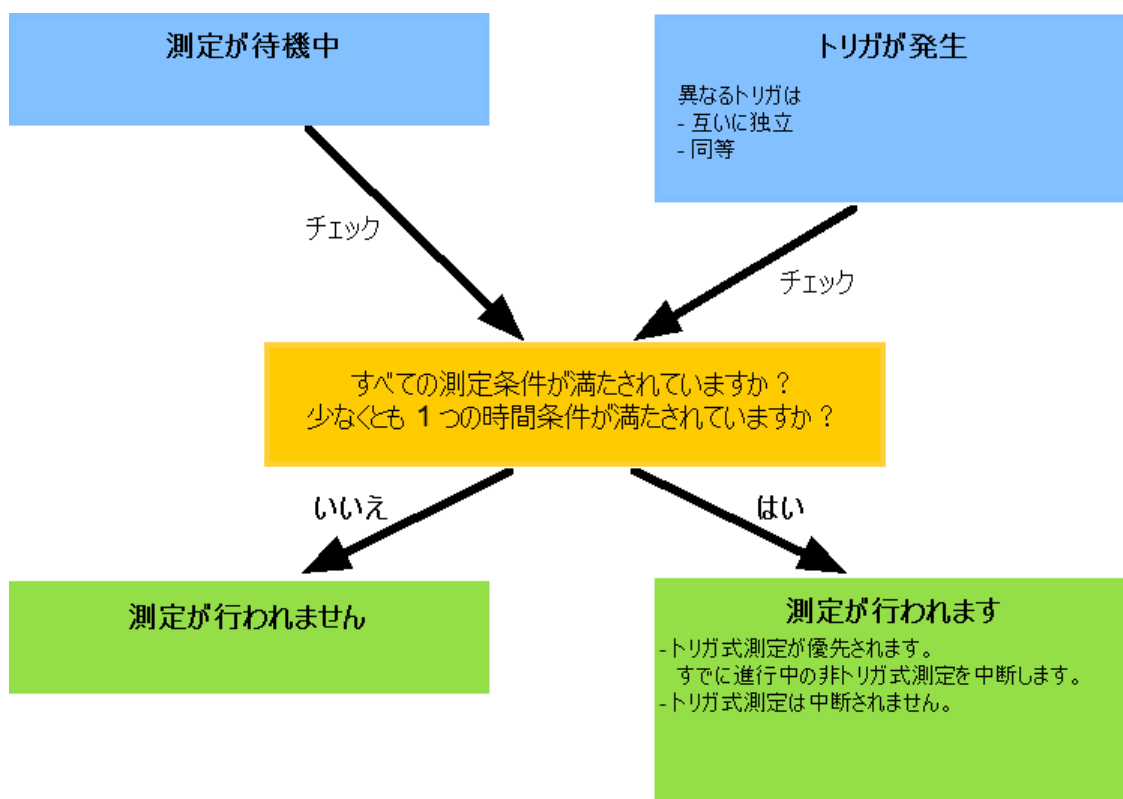 測定が待機中
トリガが発生
異なるトリガは
- 互いに独立
- 同等
チェック
チェック
すべての測定条件が満たされていますか？
少なくとも 1 つの時間条件が満たされていますか？
いいえ
はい
測定が行われません
測定が行われます
- トリガ式測定が優先されます。
すでに進行中の非トリガ式測定を中断します。
- トリガ式測定は中断されません。